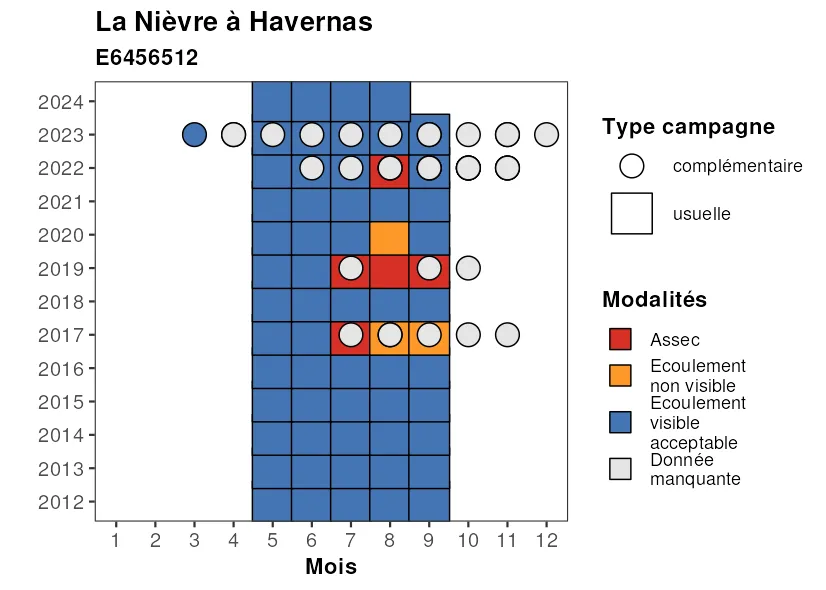 La Nièvre à Havernas
E6456512
2024
2023
2022
2021
2020
2019
2018
2017
2016
2015
2014
2013
2012
1 2 3 4 5 6 7 8 9 10 11 12
Mois
Type campagne
complémentaire
usuelle
Modalités
Assec
Ecoulement
non visible
Ecoulement
visible
acceptable
Donnée
manquante